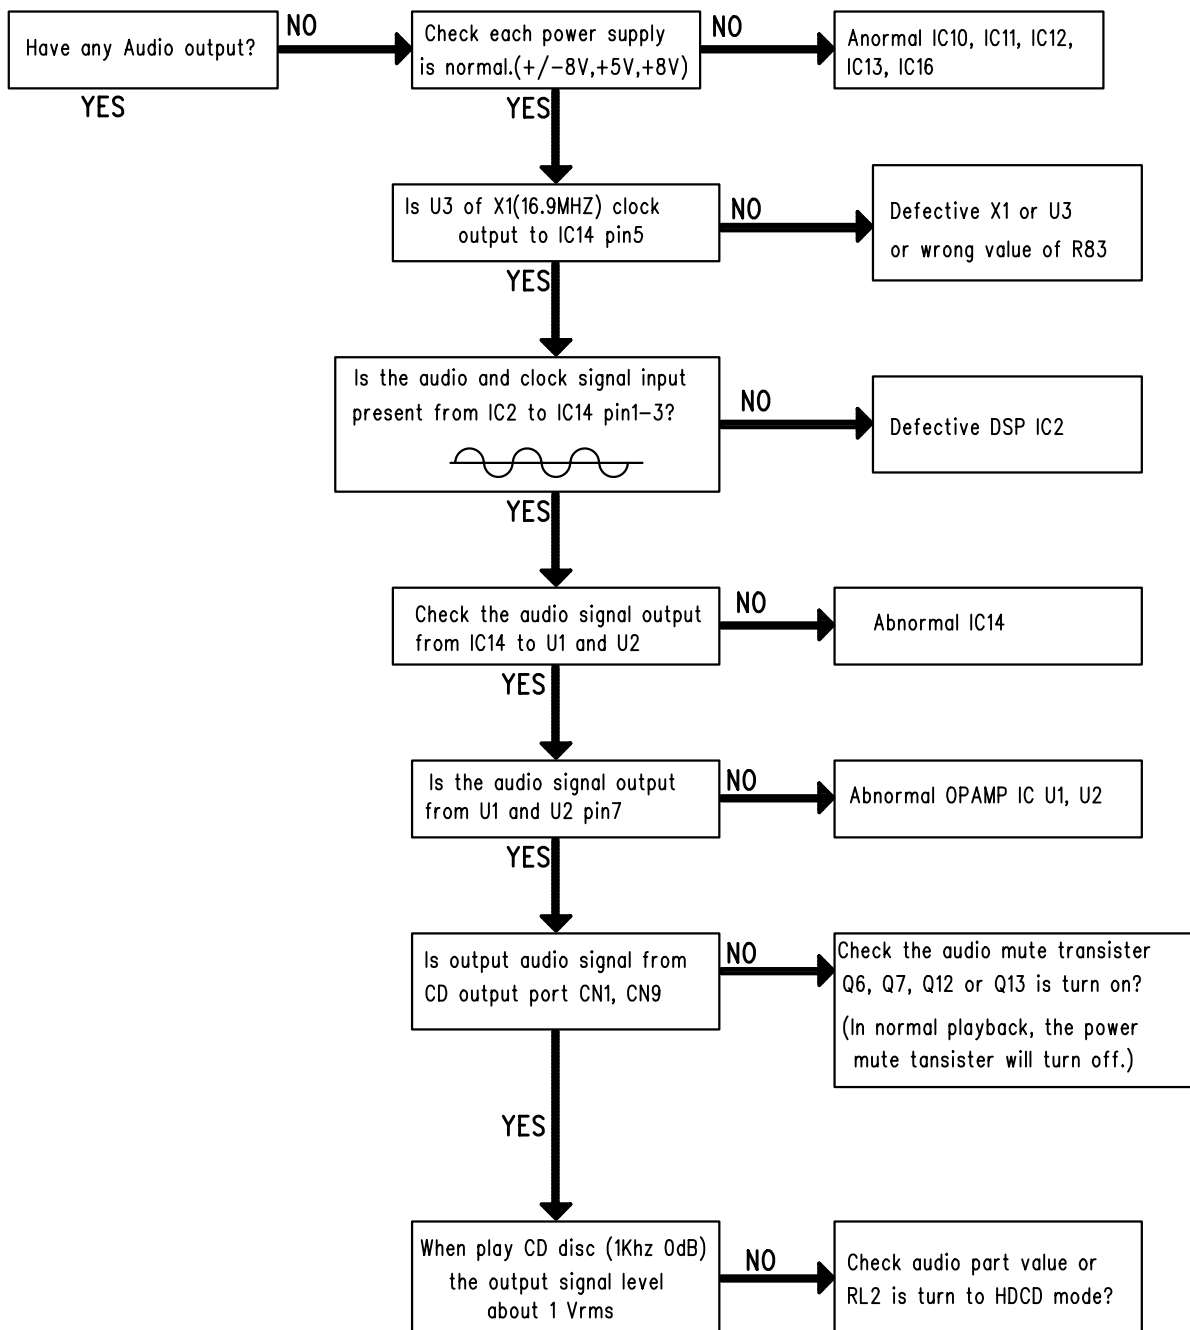 Have any Audio output?
NO
Check each power supply
is normal.(+/-8V,+5V,+8V)
NO
Anormal IC10, IC11, IC12,
IC13, IC16
YES
YES
Is U3 of X1(16.9MHZ) clock
output to IC14 pin5
NO
Defective X1 or U3
or wrong value of R83
YES
Is the audio and clock signal input
present from IC2 to IC14 pin1-3?
NO
Defective DSP IC2
YES
Check the audio signal output
from IC14 to U1 and U2
NO
Abnormal IC14
YES
Is the audio signal output
from U1 and U2 pin7
NO
Abnormal OPAMP IC U1, U2
YES
Is output audio signal from
CD output port CN1, CN9
NO
Check the audio mute transister
Q6, Q7, Q12 or Q13 is turn on?
(In normal playback, the power
mute tansister will turn off.)
YES
When play CD disc (1Khz 0dB)
the output signal level
about 1 Vrms
NO
Check audio part value or
RL2 is turn to HDCD mode?